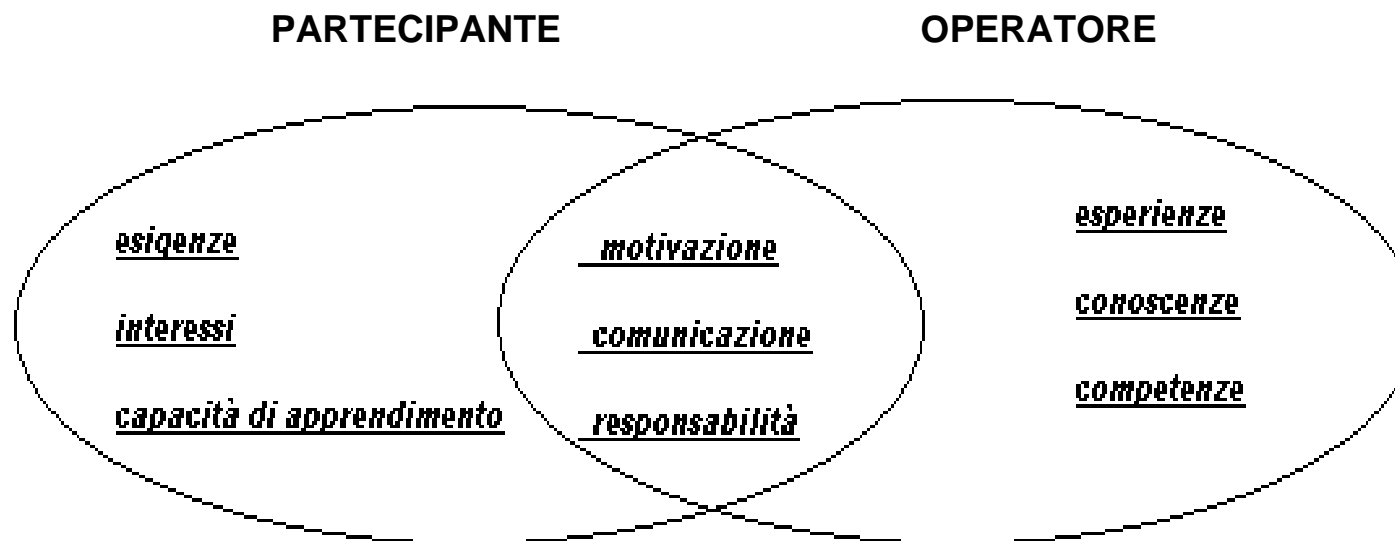 PARTECIPANTE
OPERATORE
esigenze
interessi
capacità di apprendimento
motivazione
comunicazione
responsabilità
esperienze
conoscenze
competenze